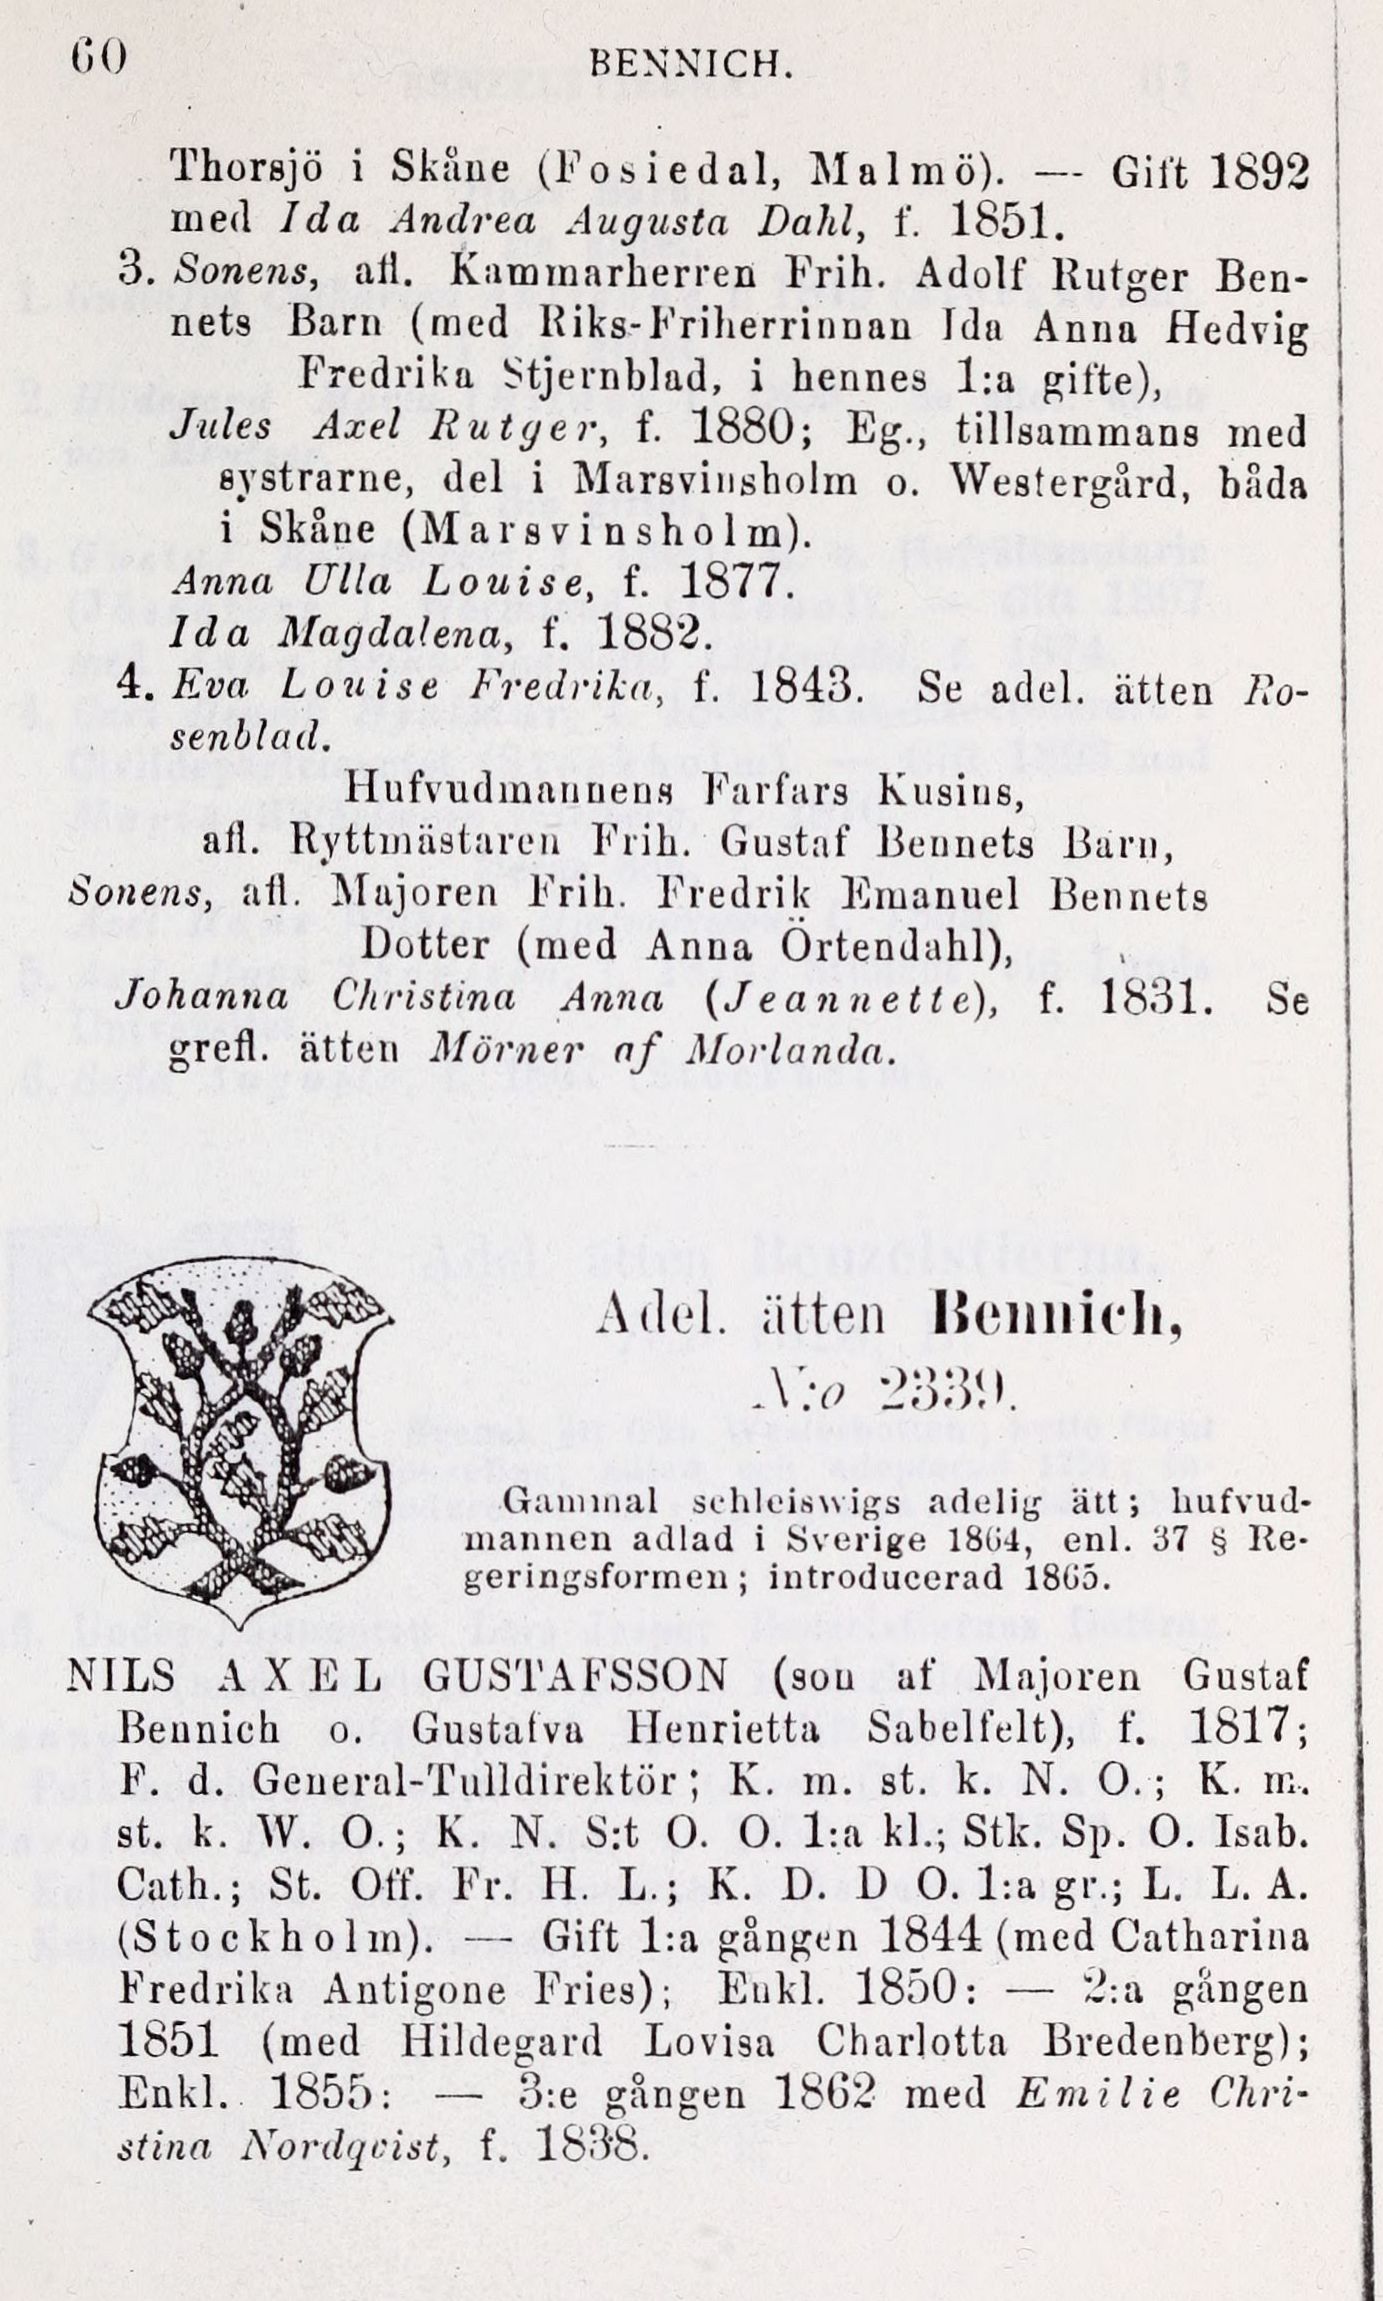 60
BENNICH.
Thorsjö i Skåne (Fosiedal, Malmö). — Gift 1892
med Ida Andrea Augusta Dahl, f. 1851.
3. Sonens, afl. Kammarherren Frih. Adolf Rutger Ben-
nets Barn (med Riks-Friherrinnan Ida Anna Hedvig
Fredrika Stjernblad, i hennes 1:a gifte),
Jules Axel Rutger, f. 1880; Eg., tillsammans med
systrarne, del i Marsvinsholm o. Westergård, båda
i Skåne (Marsvinsholm).
Anna Ulla Louise, f. 1877.
Ida Magdalena, f. 1882.
4. Eva Louise Fredrika, f. 1843. Se adel. ätten Ro-
senblad.
Hufvudmannens Farfars Kusins,
afl. Ryttmästaren Frih. Gustaf Bennets Barn,
Sonens, afl. Majoren Frih. Fredrik Emanuel Bennets
Dotter (med Anna Örtendahl),
Johanna Christina Anna (Jeannette), f. 1831. Se
grefl. ätten Mörner af Morlanda.
Adel. ätten Bennich,
N:o 2339.
Gammal schleiswigs adelig ätt; hufvud-
mannen adlad i Sverige 1864, enl. 37 § Re-
geringsformen; introducerad 1865.
NILS AXEL GUSTAFSSON (son af Majoren Gustaf
Bennich o. Gustafva Henrietta Sabelfelt), f. 1817;
F. d. General-Tulldirektör; K. m. st. k. N. O.; K. m.
st. k. W. O.; K. N. S:t O. O. 1:a kl.; Stk. Sp. O. Isab.
Cath.; St. Off. Fr. H. L.; K. D. D O. 1:a gr.; L. L. A.
(Stockholm). — Gift 1:a gången 1844 (med Catharina
Fredrika Antigone Fries); Enkl. 1850: — 2:a gången
1851 (med Hildegard Lovisa Charlotta Bredenberg);
Enkl. 1855: — 3:e gången 1862 med Emilie Chri-
stina Nordqvist, f. 1838.